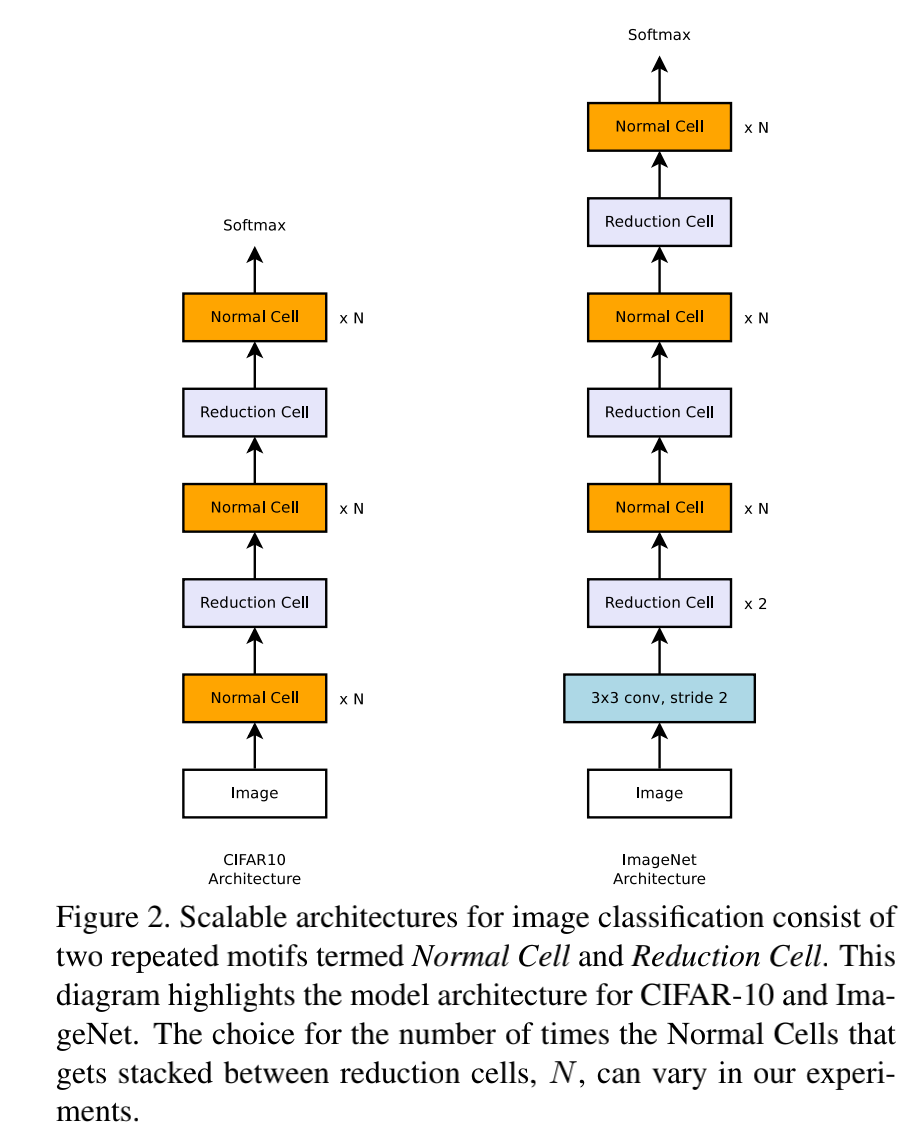 Softmax
Normal Cell x N
Reduction Cell
Normal Cell x N
Reduction Cell
Normal Cell x N
Image
CIFAR10
Architecture
Softmax
Normal Cell x N
Reduction Cell
Normal Cell x N
Reduction Cell
Normal Cell x N
Reduction Cell x 2
3x3 conv, stride 2
Image
ImageNet
Architecture
Figure 2. Scalable architectures for image classification consist of
two repeated motifs termed Normal Cell and Reduction Cell. This
diagram highlights the model architecture for CIFAR-10 and Ima-
geNet. The choice for the number of times the Normal Cells that
gets stacked between reduction cells, N, can vary in our experi-
ments.